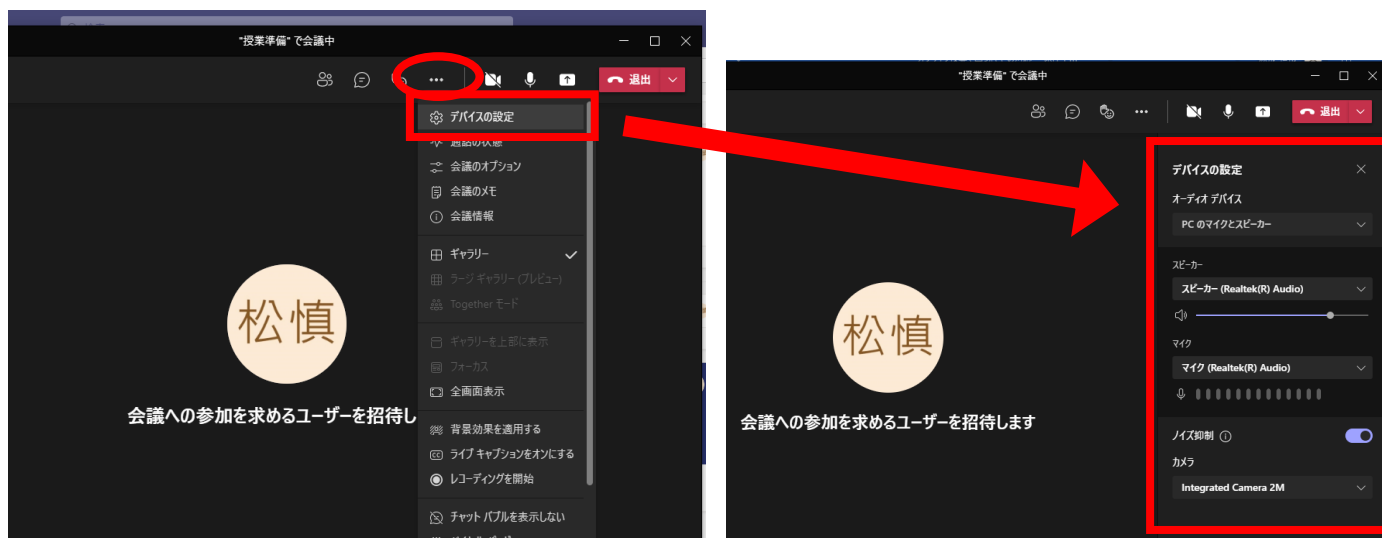 "授業準備" で会議中
退出
デバイスの設定
通話の状態
会議のオプション
会議のメモ
会議情報
ギャラリー
ラージ ギャラリー (プレビュー)
Together モード
ギャラリーを上部に表示
フォーカス
全画面表示
背景効果を適用する
ライブ キャプションをオンにする
レコーディングを開始
チャット バブルを表示しない
松慎
会議への参加を求めるユーザーを招待し
"授業準備" で会議中
退出
松慎
会議への参加を求めるユーザーを招待します
デバイスの設定
オーディオ デバイス
PC のマイクとスピーカー
スピーカー
スピーカー (Realtek(R) Audio)
マイク
マイク (Realtek(R) Audio)
ノイズ抑制
カメラ
Integrated Camera 2M